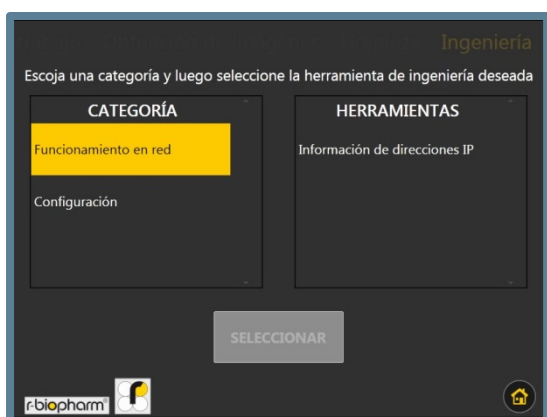 Ingeniería
Escoja una categoría y luego seleccione la herramienta de ingeniería deseada
CATEGORÍA
Funcionamiento en red
Configuración
HERRAMIENTAS
Información de direcciones IP
SELECCIONAR
r-biopharm®